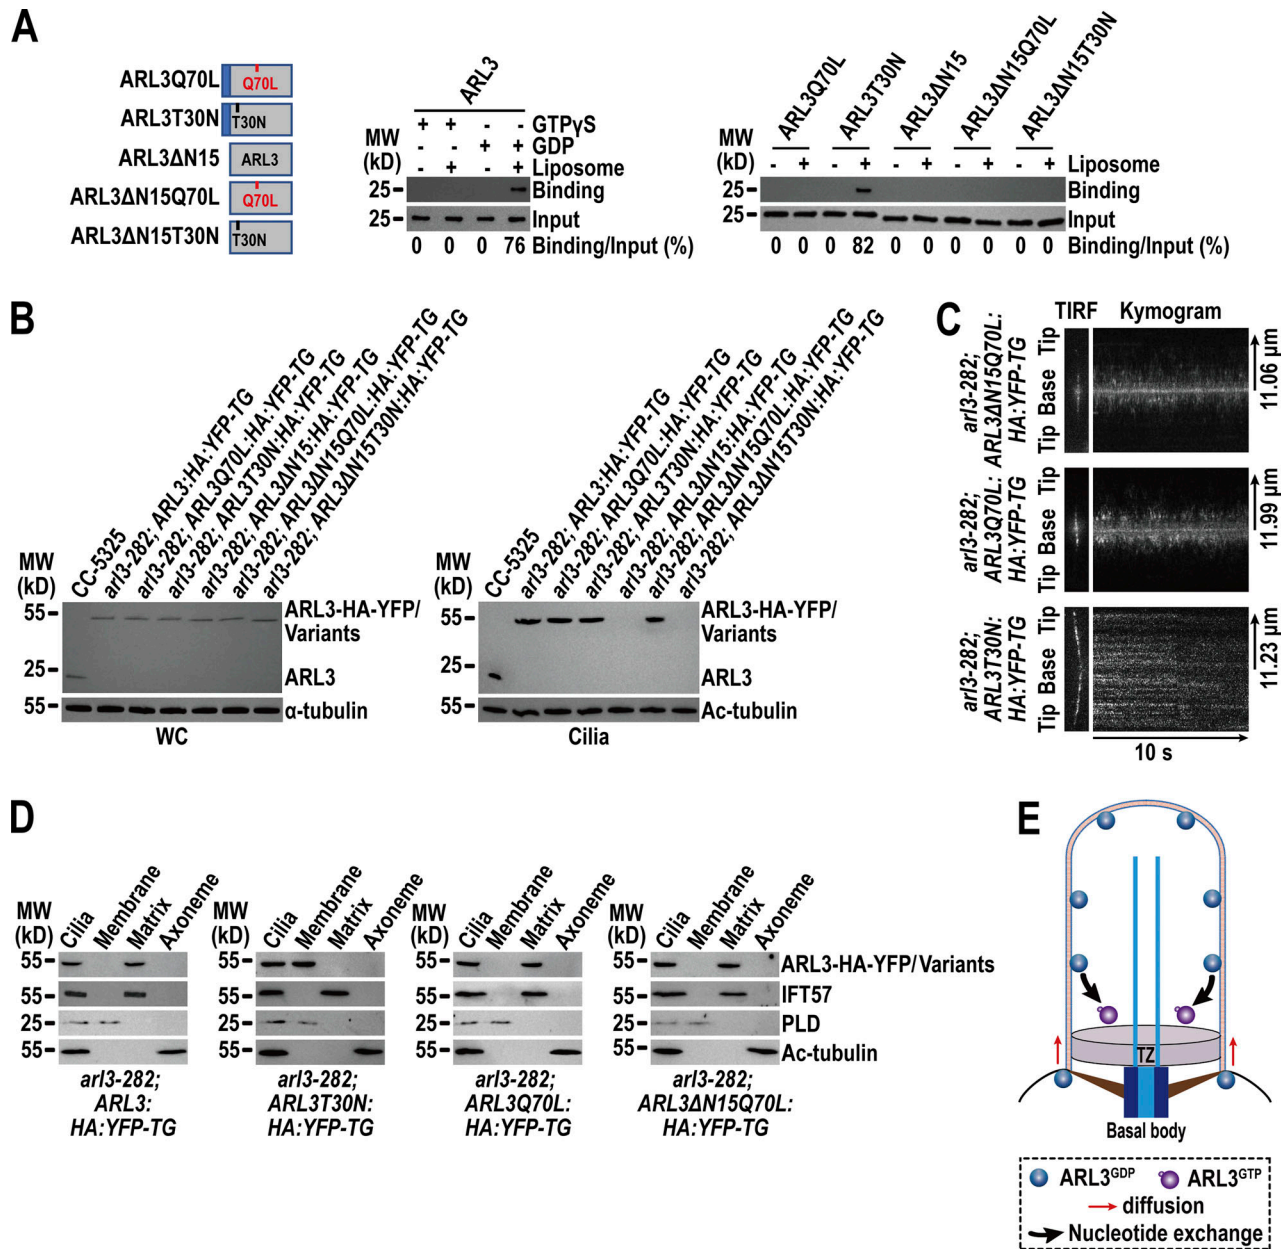 A
ARL3Q70L
Q70L
ARL3T30N
T30N
ARL3ΔN15
ARL3
ARL3ΔN15Q70L
Q70L
ARL3ΔN15T30N
T30N
ARL3
+ + - - GTPγS
- - + + GDP
- + - + Liposome
MW
(kD)
25 Binding
25 Input
0 0 0 76 Binding/Input (%)
ARL3Q70L
ARL3T30N
ARL3ΔN15
ARL3ΔN15Q70L
ARL3ΔN15T30N
MW
(kD)
- + - + - + - + - + Liposome
25 Binding
25 Input
0 0 0 82 0 0 0 0 0 0 Binding/Input (%)
B
CC-5325
arl3-282; ARL3:HA:YFP-TG
arl3-282; ARL3Q70L:HA:YFP-TG
arl3-282; ARL3T30N:HA:YFP-TG
arl3-282; ARL3ΔN15:HA:YFP-TG
arl3-282; ARL3ΔN15Q70L:HA:YFP-TG
arl3-282; ARL3ΔN15T30N:HA:YFP-TG
MW
(kD)
55 ARL3-HA-YFP/
Variants
25
ARL3
55 α-tubulin
WC
CC-5325
arl3-282; ARL3:HA:YFP-TG
arl3-282; ARL3Q70L:HA:YFP-TG
arl3-282; ARL3T30N:HA:YFP-TG
arl3-282; ARL3ΔN15:HA:YFP-TG
arl3-282; ARL3ΔN15Q70L:HA:YFP-TG
arl3-282; ARL3ΔN15T30N:HA:YFP-TG
MW
(kD)
55 ARL3-HA-YFP/
Variants
25
ARL3
55 Ac-tubulin
Cilia
C
TIRF Kymogram
arl3-282;
ARL3ΔN15Q70L:
HA:YFP-TG
Tip Base Tip
11.06 µm
arl3-282;
ARL3Q70L:
HA:YFP-TG
Tip Base Tip
11.99 µm
arl3-282;
ARL3T30N:
HA:YFP-TG
Tip Base Tip
11.23 µm
10 s
D
MW
(kD)
Cilia
Membrane
Matrix
Axoneme
55
55
25
55
arl3-282;
ARL3:
HA:YFP-TG
MW
(kD)
Cilia
Membrane
Matrix
Axoneme
55
55
25
55
arl3-282;
ARL3T30N:
HA:YFP-TG
MW
(kD)
Cilia
Membrane
Matrix
Axoneme
55
55
25
55
arl3-282;
ARL3Q70L:
HA:YFP-TG
MW
(kD)
Cilia
Membrane
Matrix
Axoneme
55 ARL3-HA-YFP/Variants
55 IFT57
25 PLD
55 Ac-tubulin
arl3-282;
ARL3ΔN15Q70L:
HA:YFP-TG
E
TZ
Basal body
ARL3GDP ARL3GTP
diffusion
Nucleotide exchange